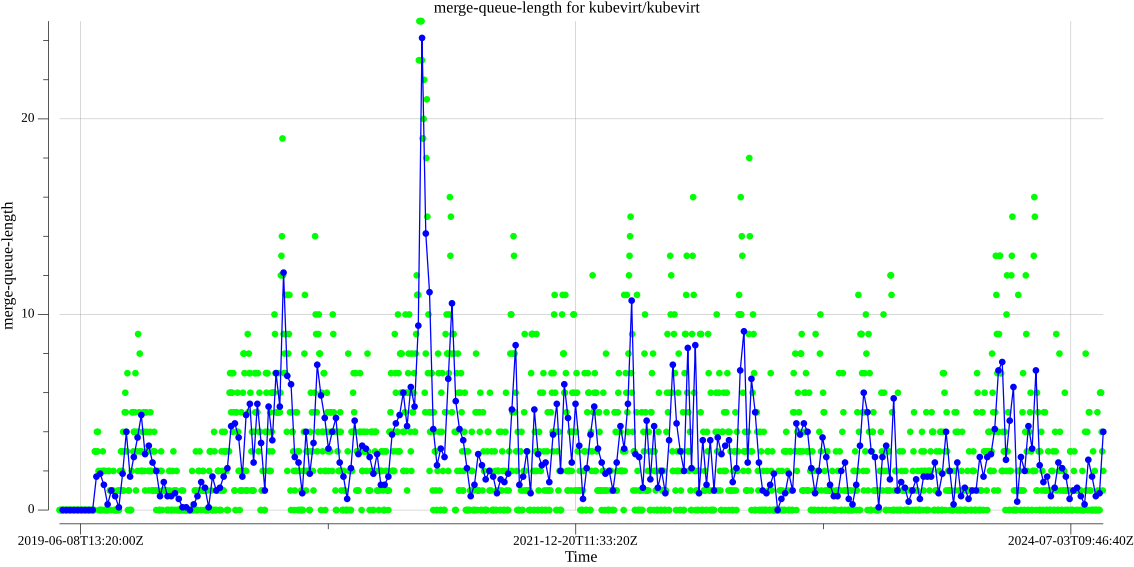 merge-queue-length for kubevirt/kubevirt
20
10
0
merge-queue-length
2019-06-08T13:20:00Z
2021-12-20T11:33:20Z
2024-07-03T09:46:40Z
Time